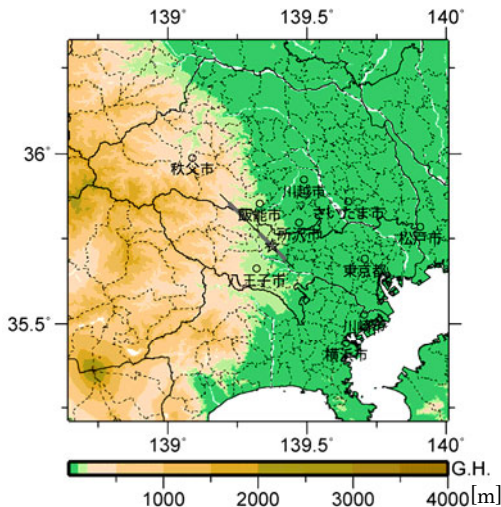 139° 139.5° 140°
36°
35.5°
秩父市
川越市
飯能市
さいたま市
所沢市
松戸市
八王子市
東京都
川崎市
横浜市
139° 139.5° 140°
G.H.
1000 2000 3000 4000 [m]